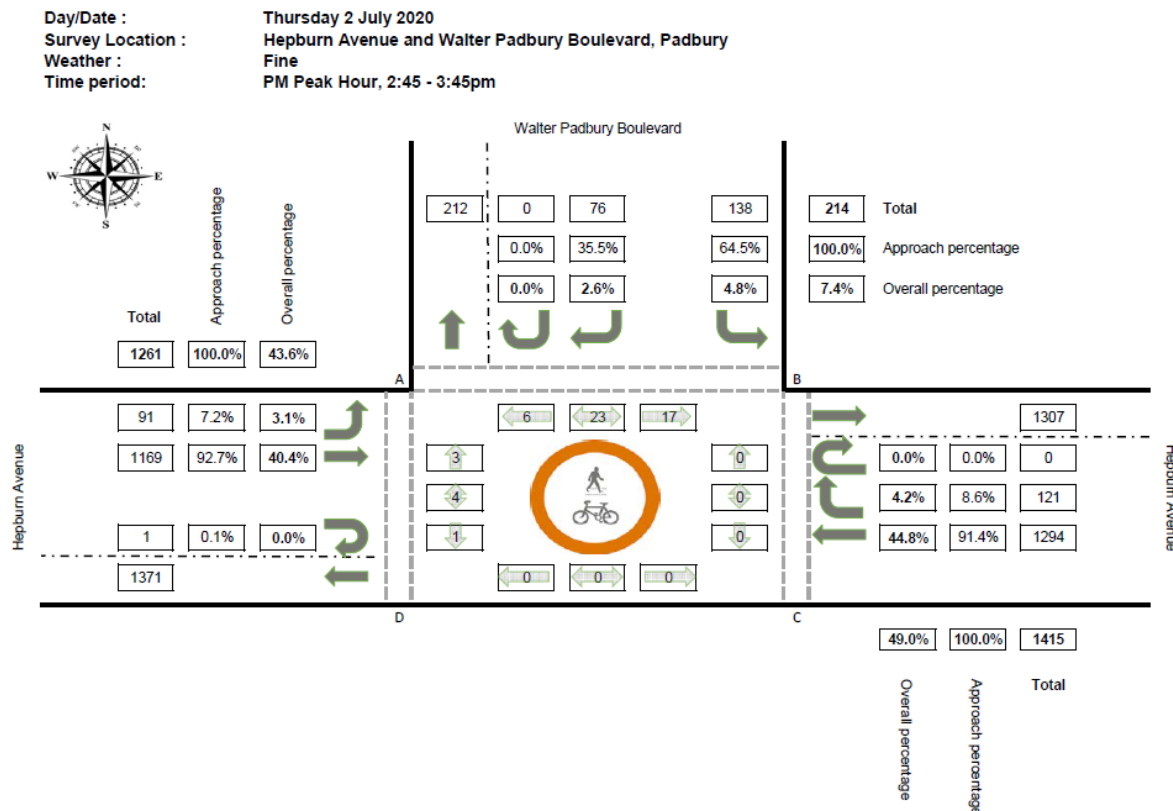 Day/Date : Thursday 2 July 2020
Survey Location : Hepburn Avenue and Walter Padbury Boulevard, Padbury
Weather : Fine
Time period: PM Peak Hour, 2:45 - 3:45pm
Walter Padbury Boulevard
N
W E
S
Approach percentage
Overall percentage
212 0 76 138 214 Total
0.0% 35.5% 64.5% 100.0% Approach percentage
0.0% 2.6% 4.8% 7.4% Overall percentage
Total
1261 100.0% 43.6%
A B
91 7.2% 3.1% 6 23 17 1307
1169 92.7% 40.4% 3 0 0.0% 0.0% 0
4 0 4.2% 8.6% 121
1 0.1% 0.0% 1 0 44.8% 91.4% 1294
1371 0 0 0
Hepburn Avenue
Hepburn Avenue
D C
49.0% 100.0% 1415
Overall percentage
Approach percentage
Total